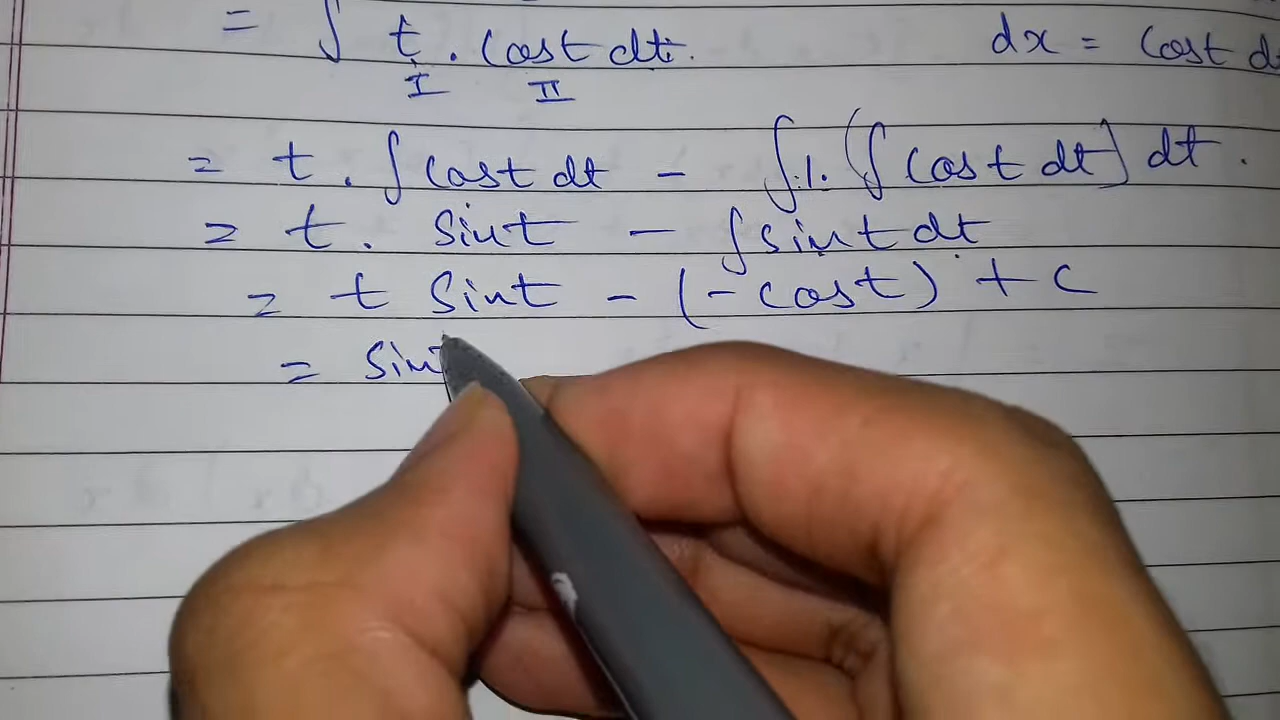 = ∫ t . cost dt. dx = cost d
I II
= t . ∫ cost dt - ∫ 1. (∫ cost dt] dt .
= t . sint - ∫ sint dt
= t sint - (-cost) + c
= sin